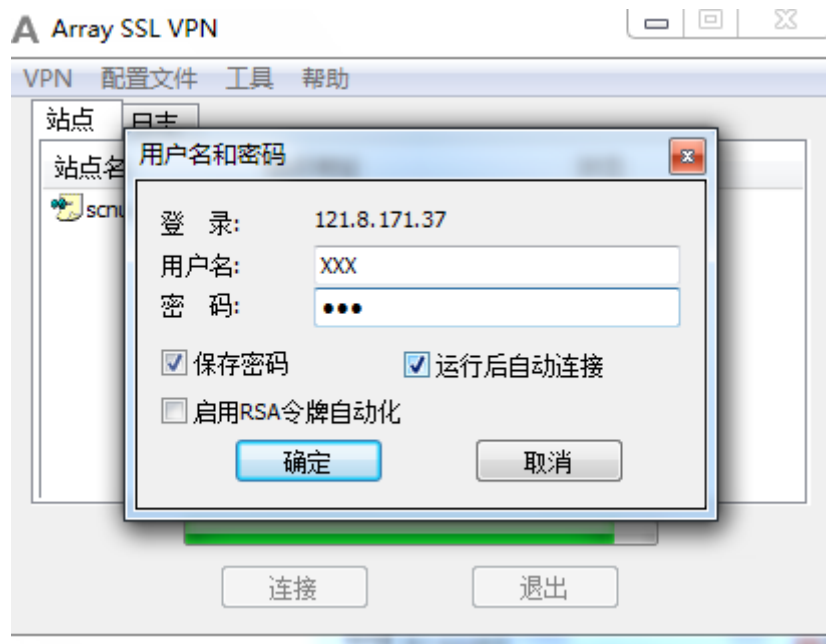 Array SSL VPN
VPN 配置文件 工具 帮助
站点 日志
站点名
scnu
用户名和密码
登 录: 121.8.171.37
用户名: XXX
密 码: ●●●
保存密码 运行后自动连接
启用RSA令牌自动化
确定 取消
连接 退出